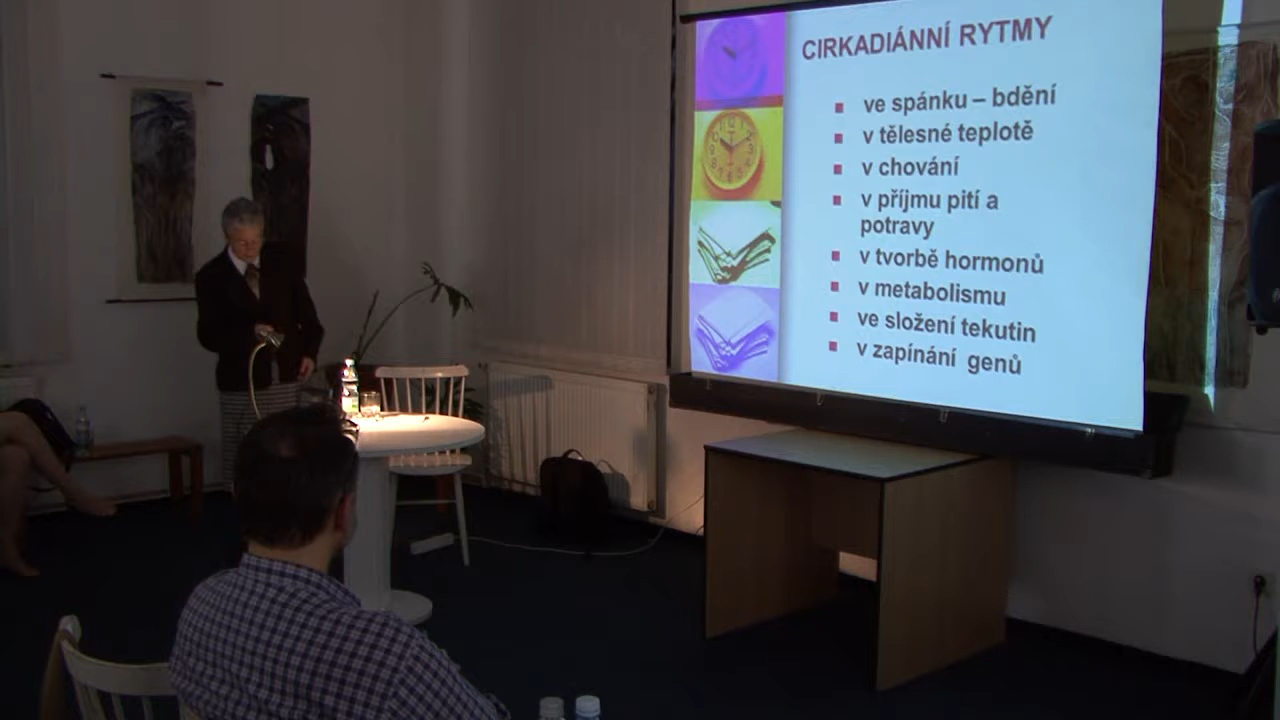 CIRKADIÁNNÍ RYTMY
ve spánku – bdění
v tělesné teplotě
v chování
v příjmu pití a
potravy
v tvorbě hormonů
v metabolismu
ve složení tekutin
v zapínání genů